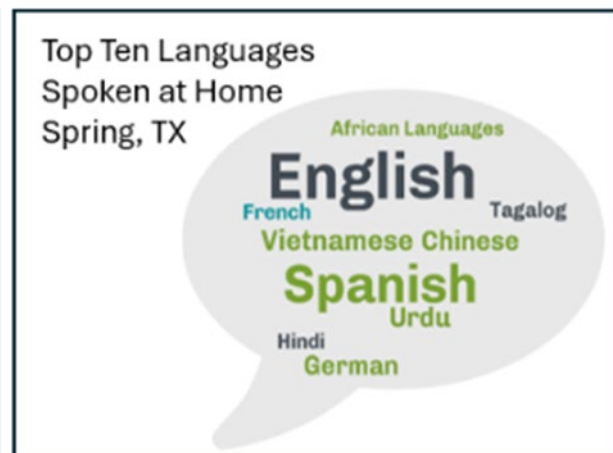 Top Ten Languages
Spoken at Home
Spring, TX
African Languages
English
French
Tagalog
Vietnamese Chinese
Spanish
Urdu
Hindi
German